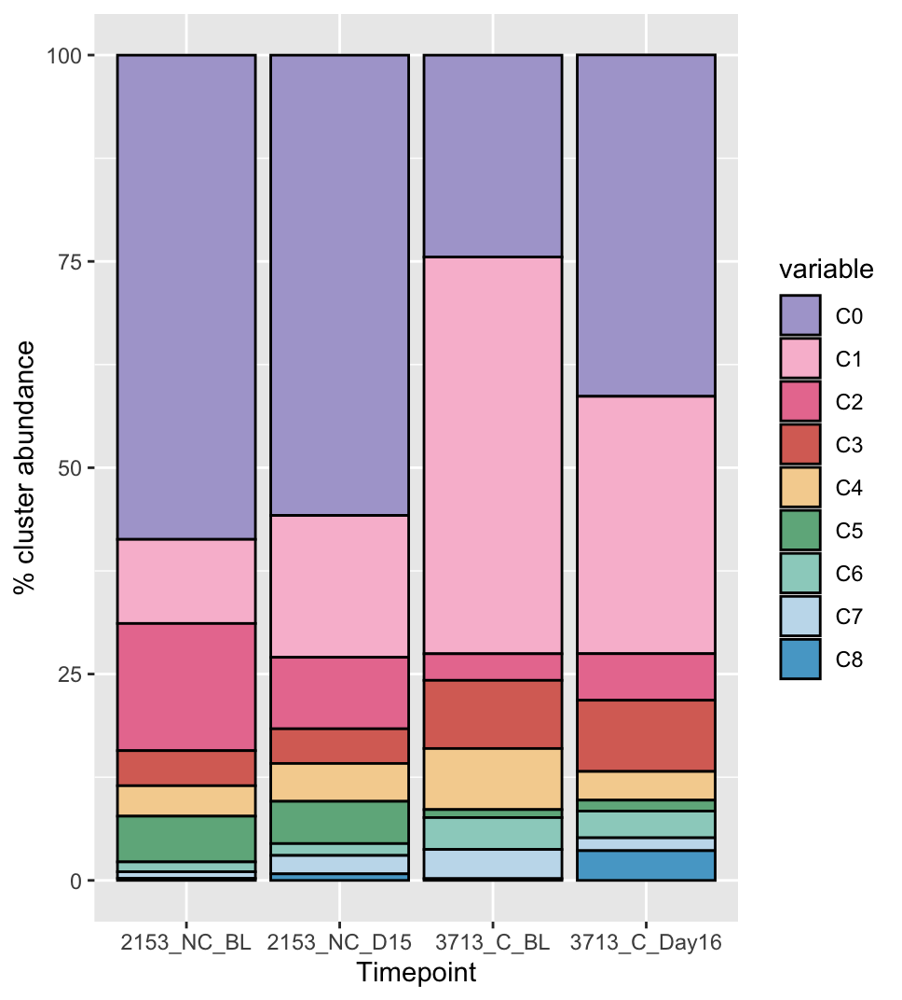 100
75
50
25
0
% cluster abundance
2153_NC_BL 2153_NC_D15 3713_C_BL 3713_C_Day16
Timepoint
variable
C0
C1
C2
C3
C4
C5
C6
C7
C8